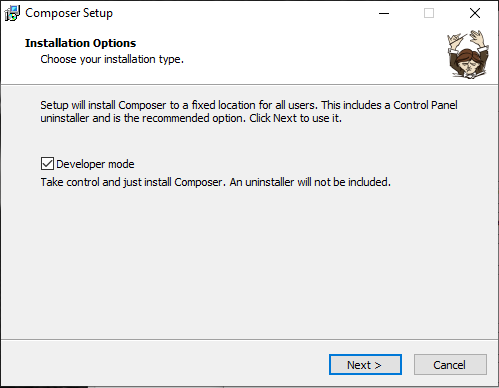 Composer Setup
Installation Options
Choose your installation type.
Setup will install Composer to a fixed location for all users. This includes a Control Panel
uninstaller and is the recommended option. Click Next to use it.
Developer mode
Take control and just install Composer. An uninstaller will not be included.
Next >
Cancel